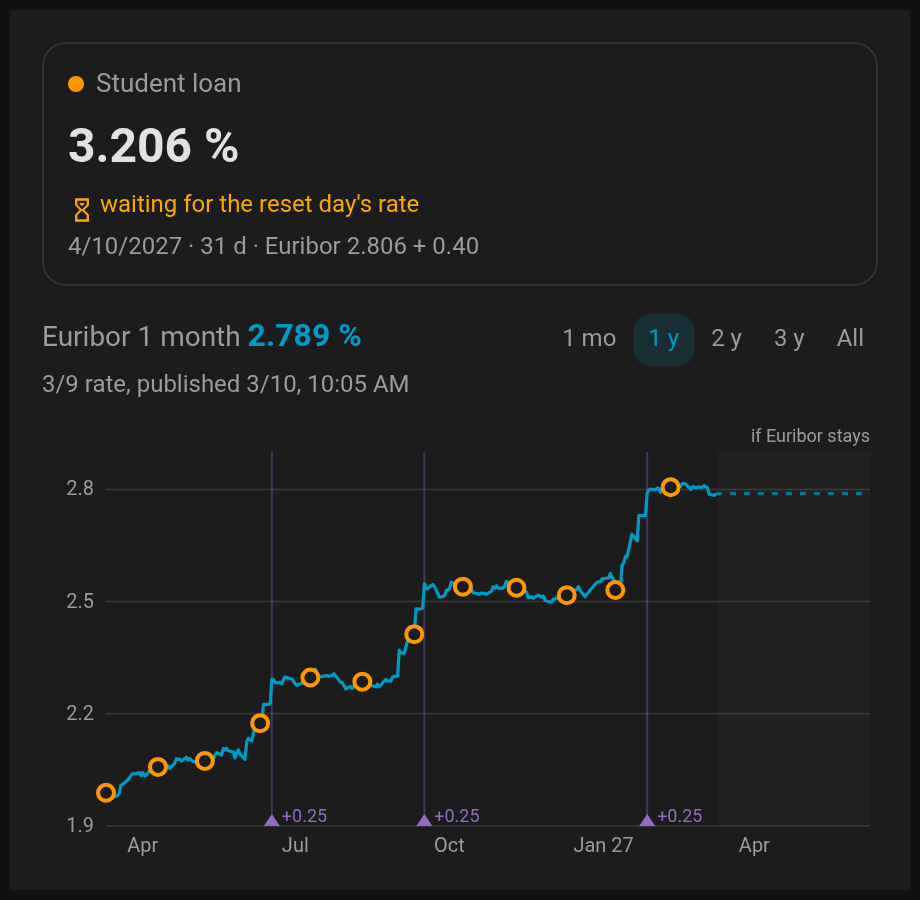 Student loan
3.206 %
waiting for the reset day's rate
4/10/2027 · 31 d · Euribor 2.806 + 0.40
Euribor 1 month 2.789 %
1 mo 1 y 2 y 3 y All
3/9 rate, published 3/10, 10:05 AM
if Euribor stays
2.8
2.5
2.2
1.9
+0.25 +0.25 +0.25
Apr Jul Oct Jan 27 Apr